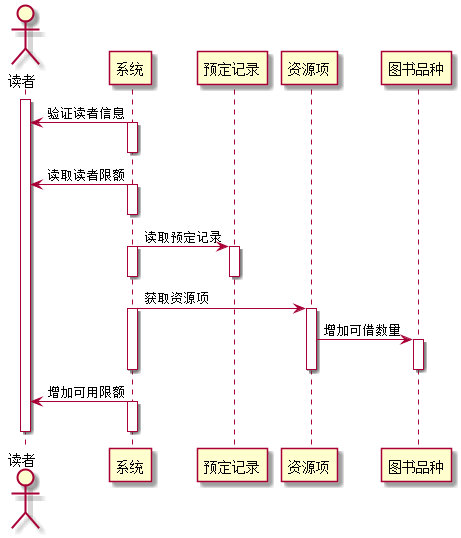 读者
系统
预定记录
资源项
图书品种
验证读者信息
读取读者限额
读取预定记录
获取资源项
增加可借数量
增加可用限额
读者
系统
预定记录
资源项
图书品种